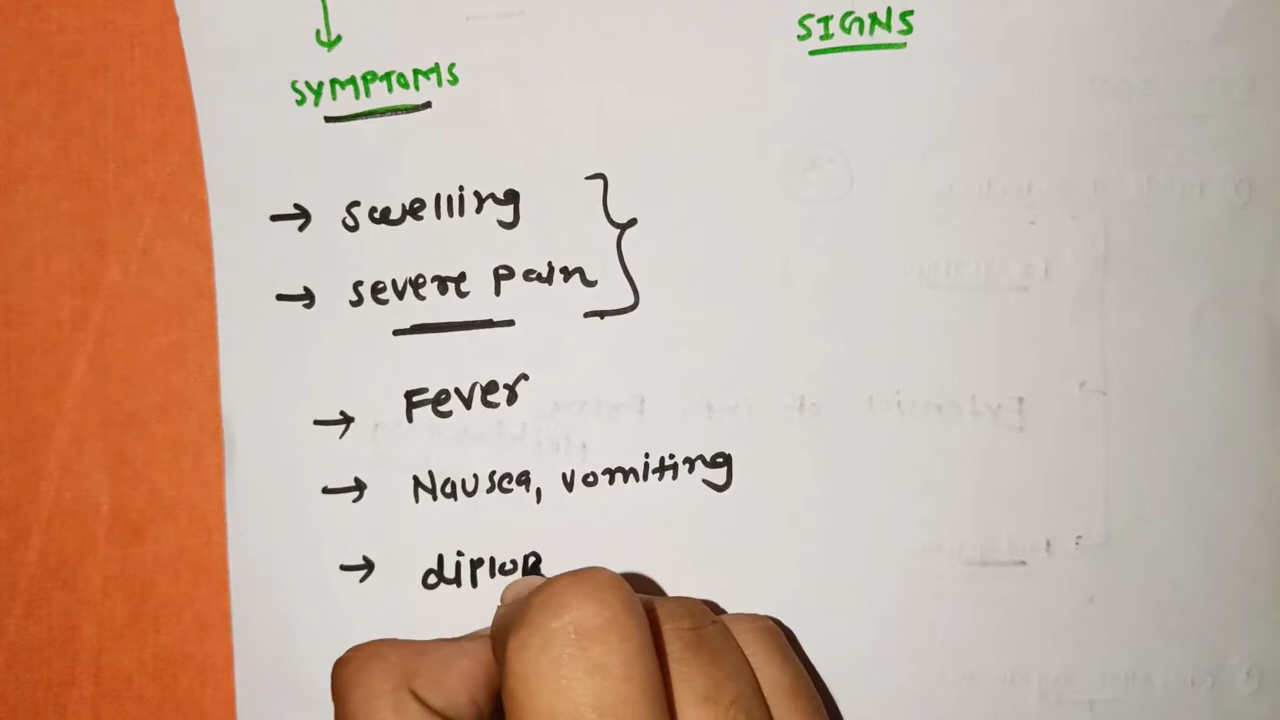 SIGNS
SYMPTOMS
→ swelling
→ severe pain
→ Fever
→ Nausea, vomiting
→ diplop